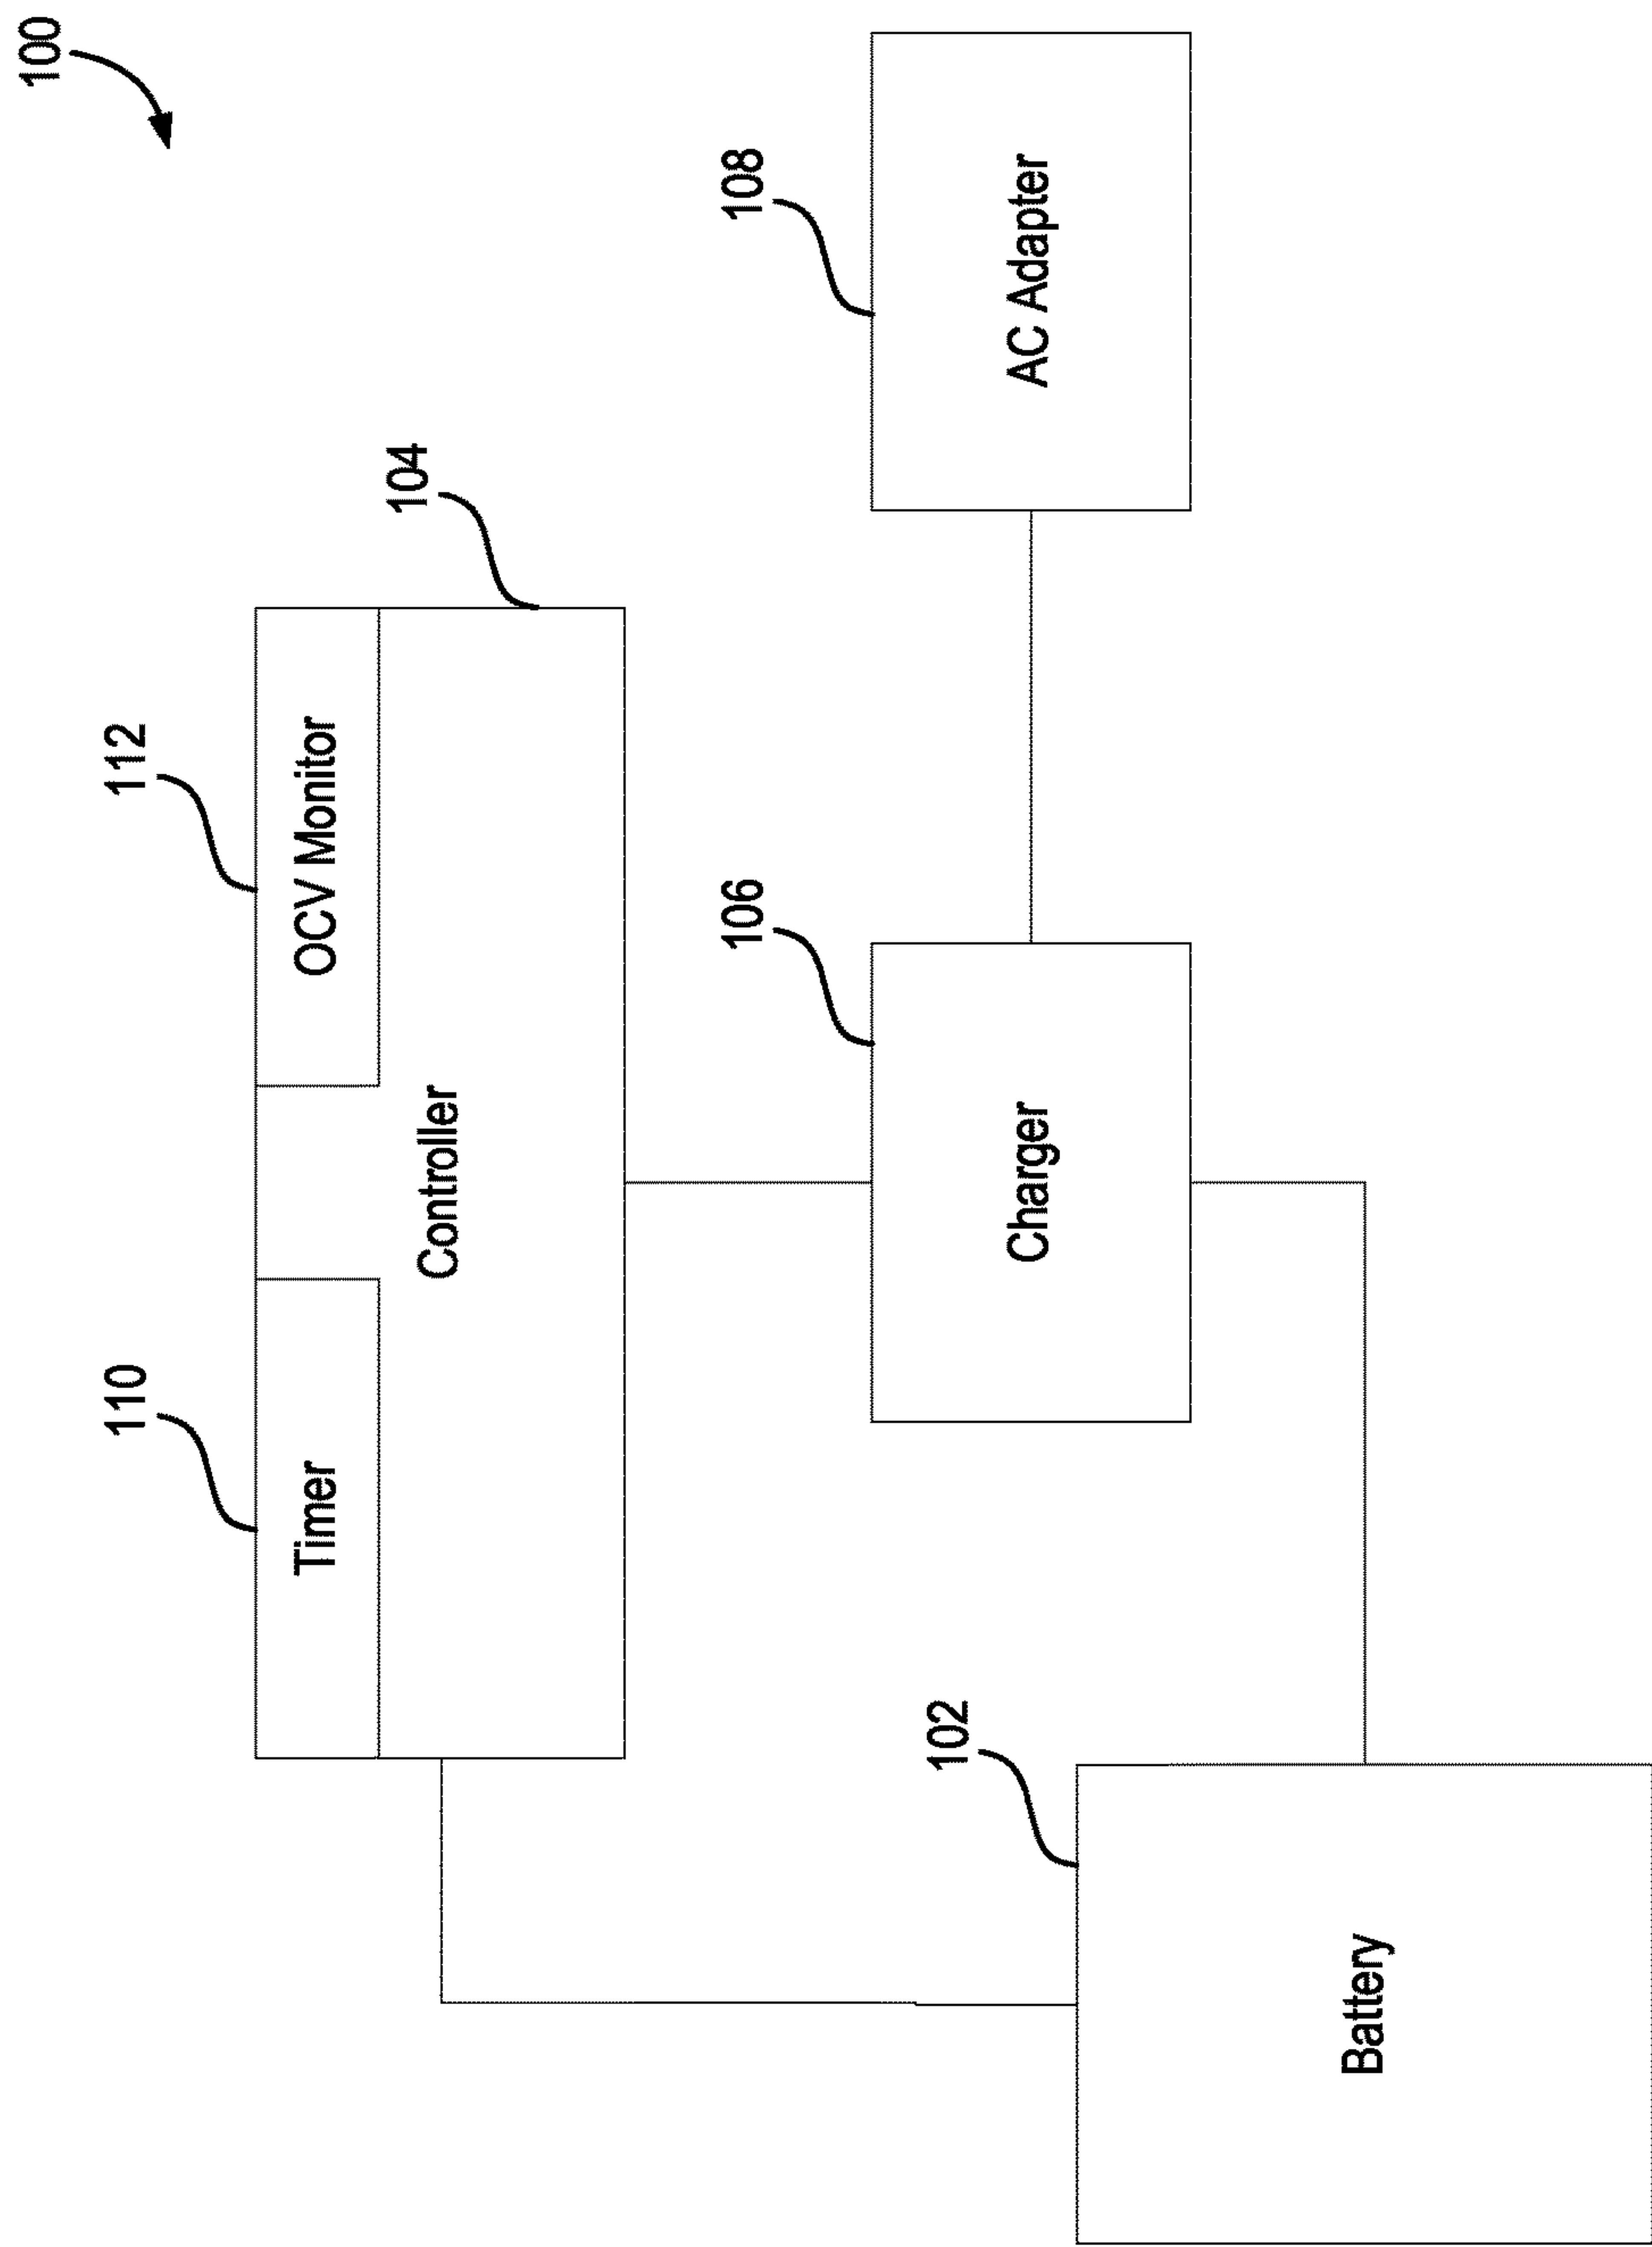 100
110
112
Timer
OCV Monitor
104
Controller
106
108
Charger
AC Adapter
102
Battery